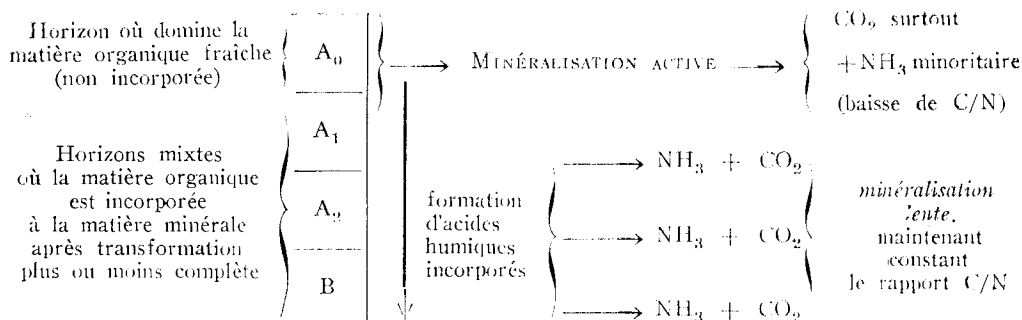 Horizon où domine la
matière organique fraîche
(non incorporée)
A₀
MINÉRALISATION ACTIVE
CO₂ surtout
+NH₃ minoritaire
(baisse de C/N)
Horizons mixtes
où la matière organique
est incorporée
à la matière minérale
après transformation
plus ou moins complète
A₁
A₂
B
formation
d'acides
humiques
incorporés
NH₃ + CO₂
NH₃ + CO₂
NH₃ + CO₂
minéralisation
lente,
maintenant
constant
le rapport C/N